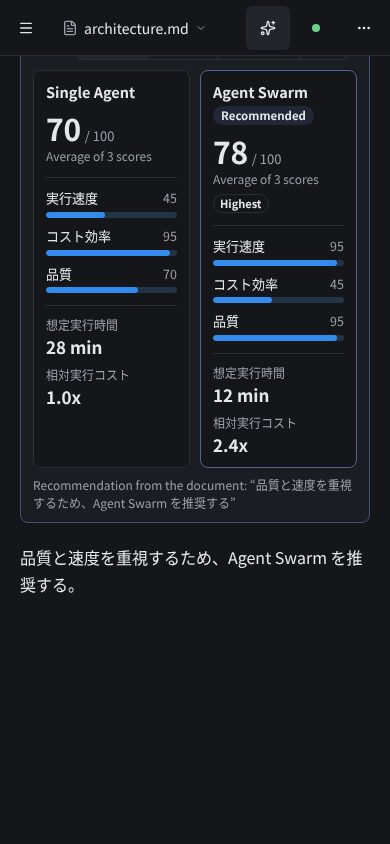 architecture.md
Single Agent
70 / 100
Average of 3 scores
実行速度 45
コスト効率 95
品質 70
想定実行時間
28 min
相対実行コスト
1.0x
Agent Swarm
Recommended
78 / 100
Average of 3 scores
Highest
実行速度 95
コスト効率 45
品質 95
想定実行時間
12 min
相対実行コスト
2.4x
Recommendation from the document: “品質と速度を重視
するため、Agent Swarm を推奨する”
品質と速度を重視するため、Agent Swarm を推
奨する。